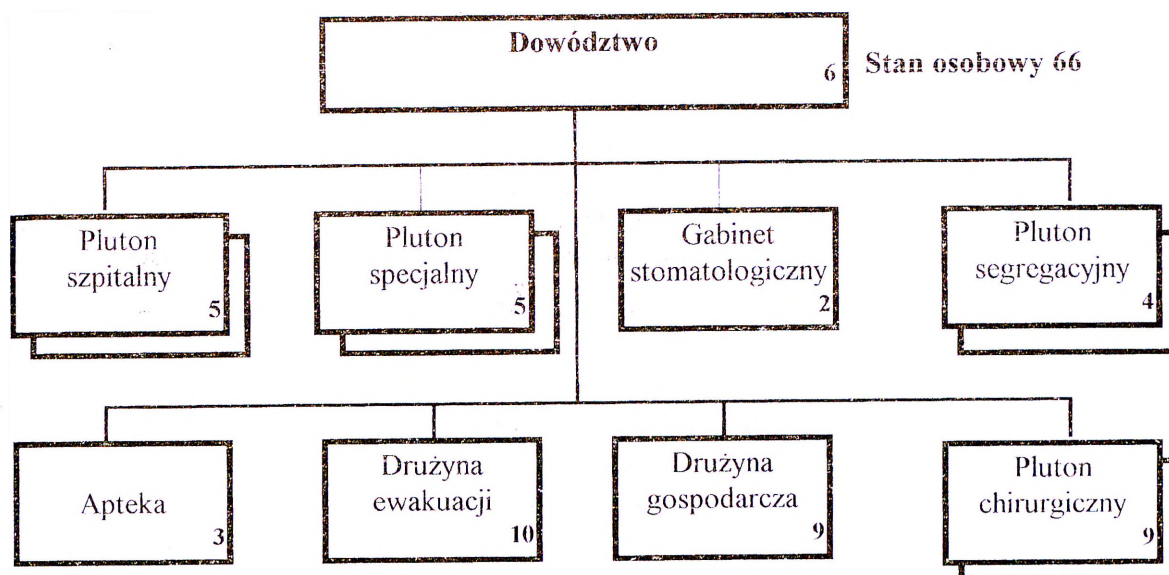 Dowództwo
6
Stan osobowy 66
Pluton
szpitalny
5
Pluton
specjalny
5
Gabinet
stomatologiczny
2
Pluton
segregacyjny
4
Apteka
3
Drużyna
ewakuacji
10
Drużyna
gospodarcza
9
Pluton
chirurgiczny
9